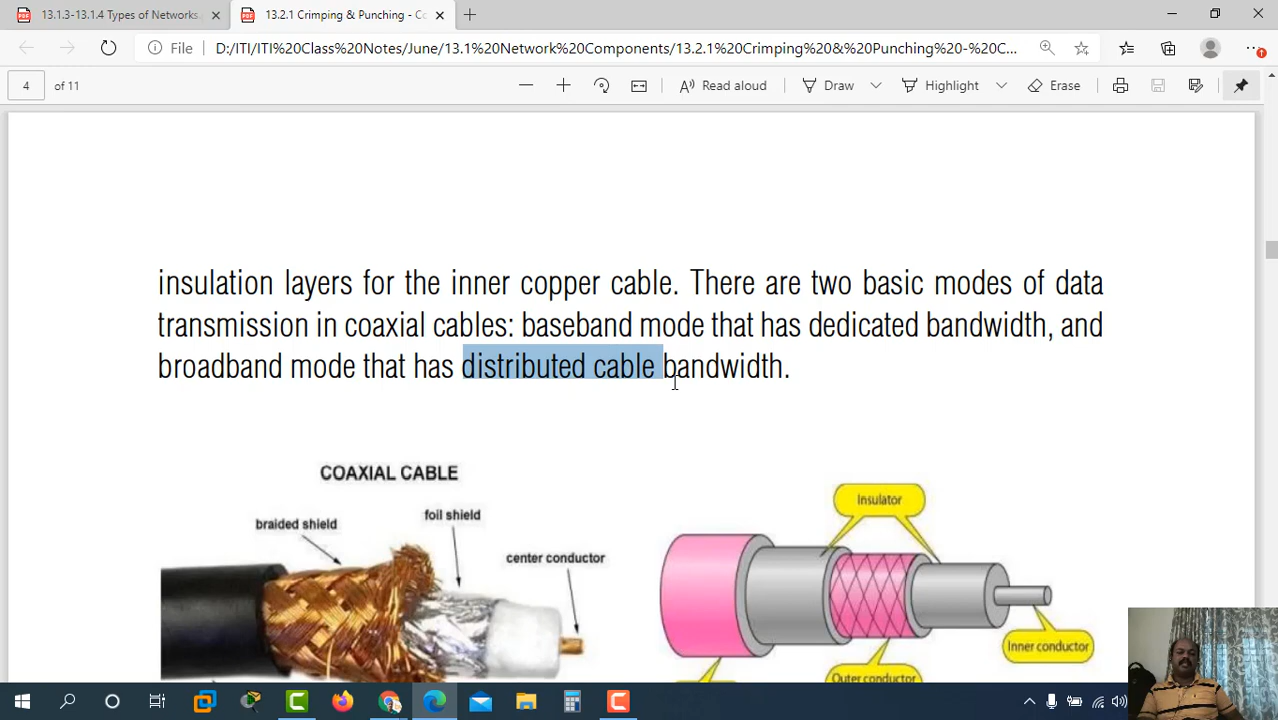 13.1.3-13.1.4 Types of Networks.
13.2.1 Crimping & Punching - Co
File
D:/ITI/ITI%20Class%20Notes/June/13.1%20Network%20Components/13.2.1%20Crimping%20&%20Punching%20-%20C...
4 of 11
Read aloud
Draw
Highlight
Erase
insulation layers for the inner copper cable. There are two basic modes of data
transmission in coaxial cables: baseband mode that has dedicated bandwidth, and
broadband mode that has distributed cable bandwidth.
COAXIAL CABLE
braided shield
foil shield
center conductor
Insulator
Inner conductor
Outer conductor